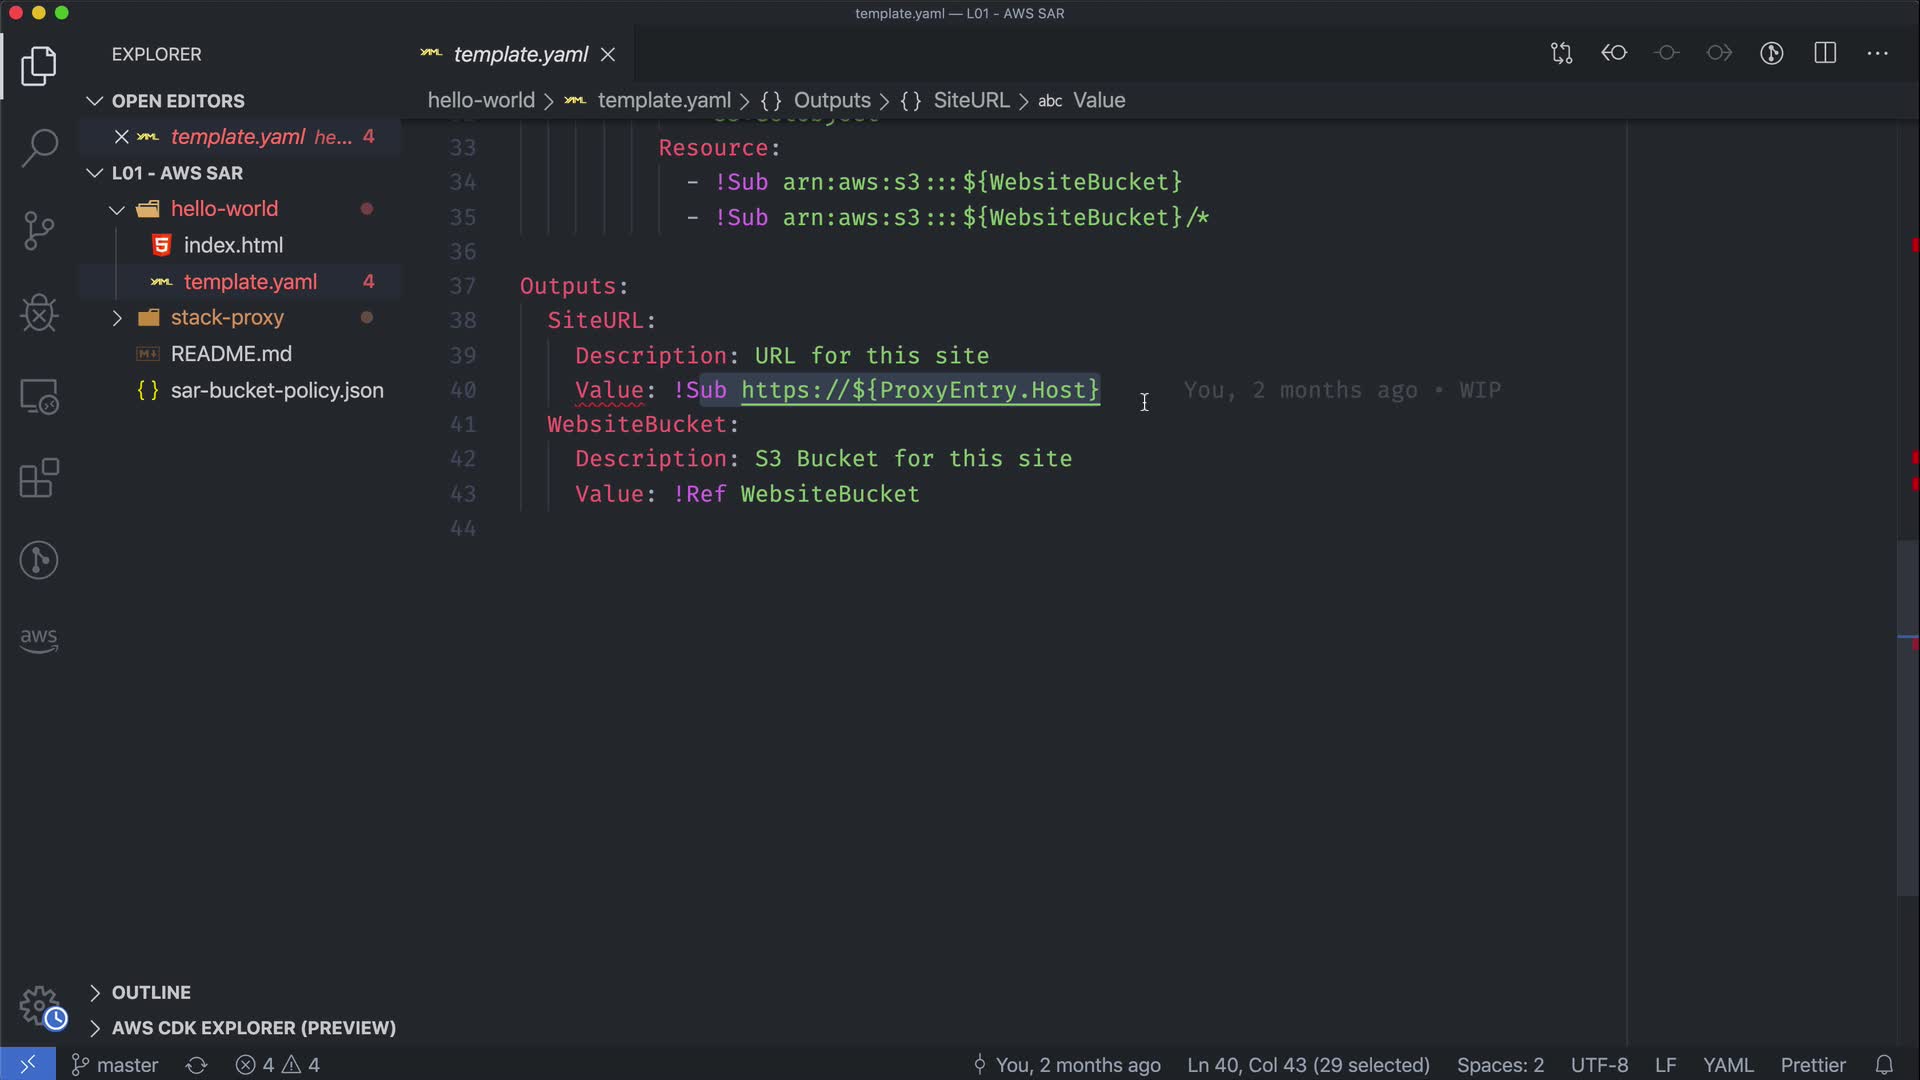 template.yaml — L01 - AWS SAR
EXPLORER
template.yaml
OPEN EDITORS
template.yaml he... 4
L01 - AWS SAR
hello-world
index.html
template.yaml 4
stack-proxy
README.md
{ } sar-bucket-policy.json
hello-world > template.yaml > { } Outputs > { } SiteURL > abc Value
33 Resource:
34 - !Sub arn:aws:s3:::${WebsiteBucket}
35 - !Sub arn:aws:s3:::${WebsiteBucket}/*
36
37 Outputs:
38 SiteURL:
39 Description: URL for this site
40 Value: !Sub https://${ProxyEntry.Host} You, 2 months ago • WIP
41 WebsiteBucket:
42 Description: S3 Bucket for this site
43 Value: !Ref WebsiteBucket
44
aws
OUTLINE
AWS CDK EXPLORER (PREVIEW)
master 4 4 You, 2 months ago Ln 40, Col 43 (29 selected) Spaces: 2 UTF-8 LF YAML Prettier